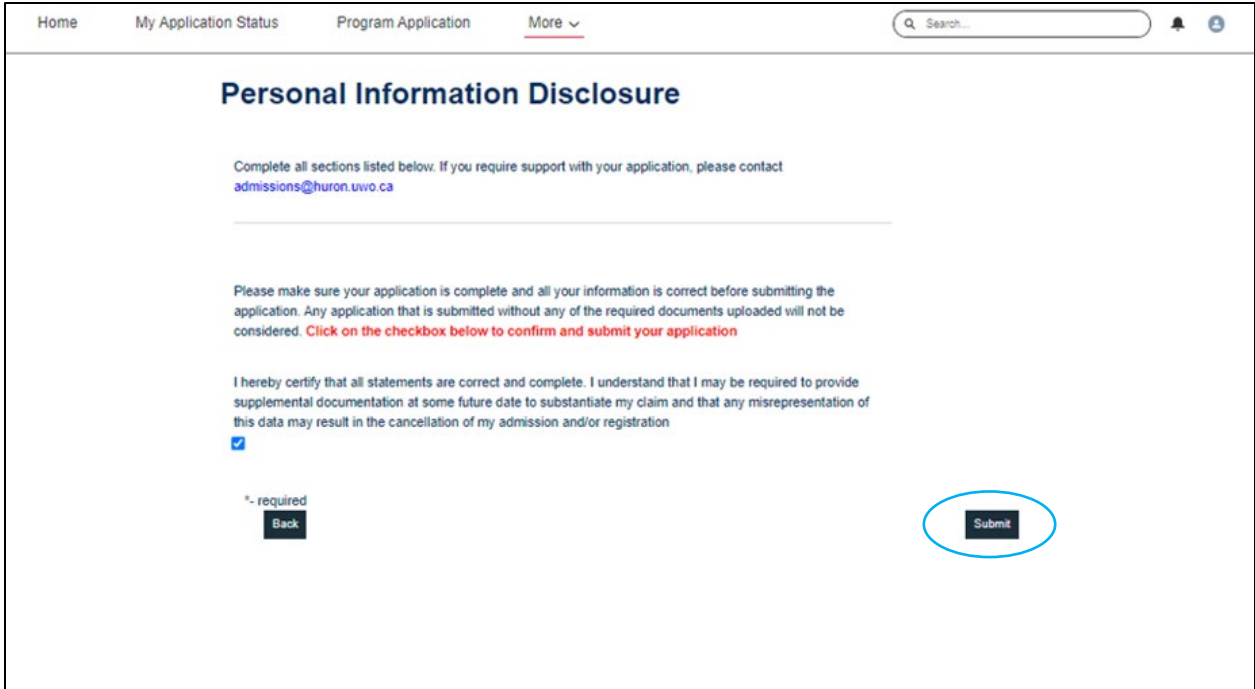 Home My Application Status Program Application More Search...
Personal Information Disclosure
Complete all sections listed below. If you require support with your application, please contact
admissions@huron.uwo.ca
Please make sure your application is complete and all your information is correct before submitting the
application. Any application that is submitted without any of the required documents uploaded will not be
considered. Click on the checkbox below to confirm and submit your application
I hereby certify that all statements are correct and complete. I understand that I may be required to provide
supplemental documentation at some future date to substantiate my claim and that any misrepresentation of
this data may result in the cancellation of my admission and/or registration
*- required
Back Submit